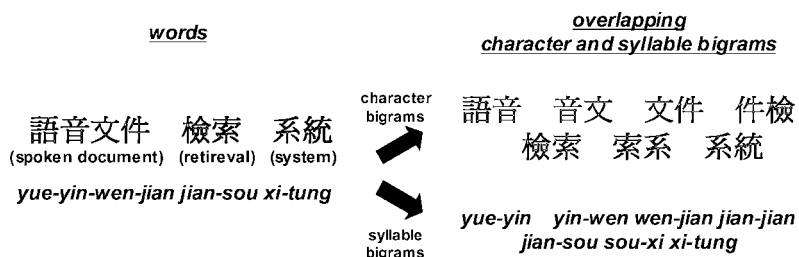 words
語音文件 檢索 系統
(spoken document) (retireval) (system)
yue-yin-wen-jian jian-sou xi-tung
character
bigrams
syllable
bigrams
overlapping
character and syllable bigrams
語音 音文 文件 件檢
檢索 索系 系統
yue-yin yin-wen wen-jian jian-jian
jian-sou sou-xi xi-tung